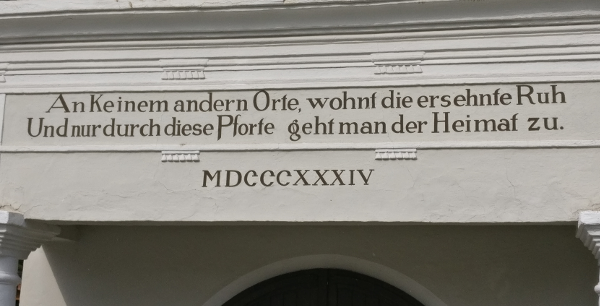 An Keinem andern Orte, wohnt die ersehnte Ruh
Und nur durch diese Pforte geht man der Heimat zu.
MDCCCXXXIV